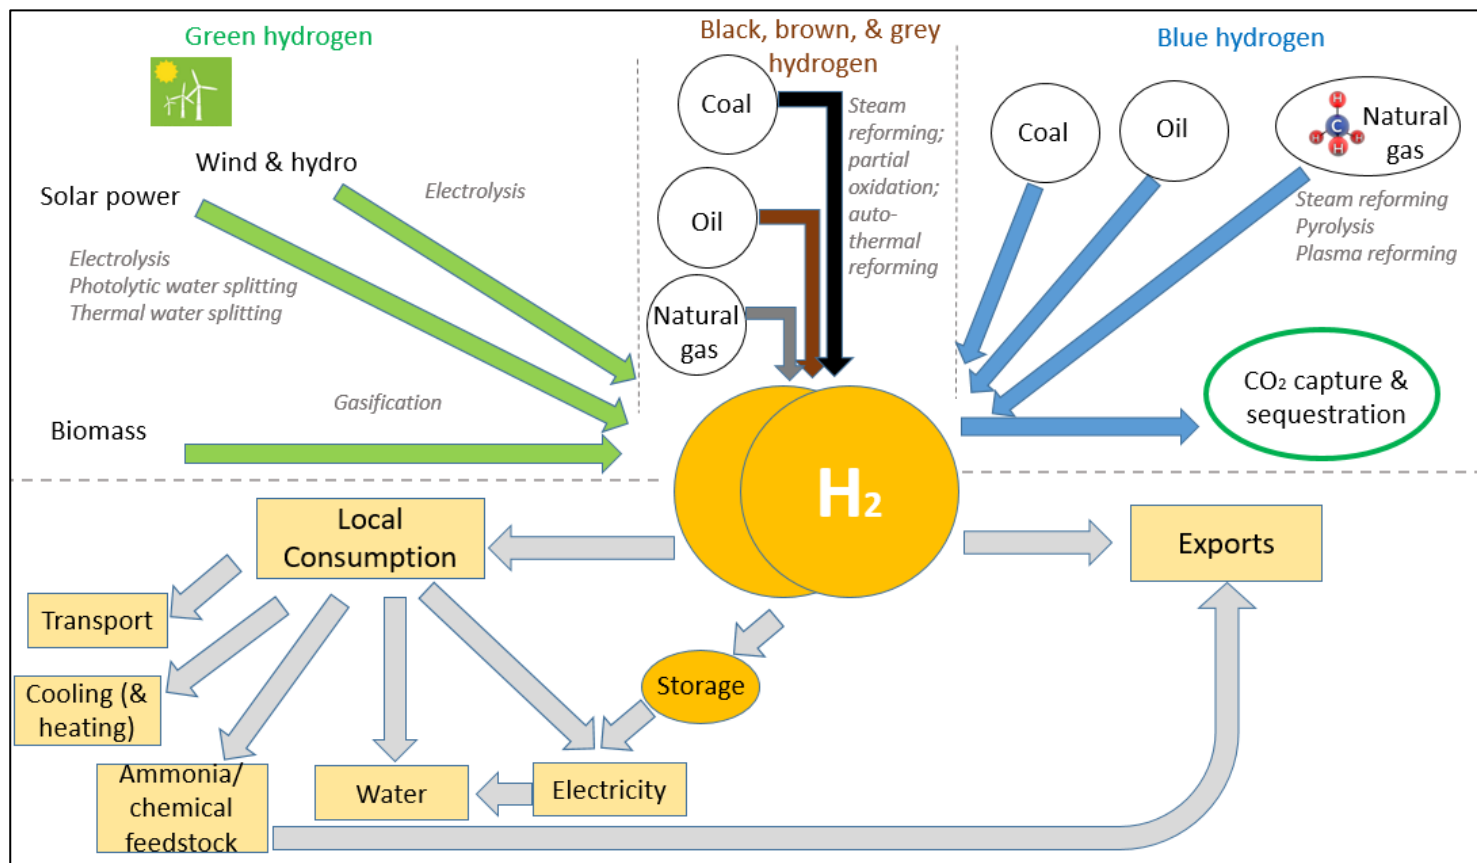 Green hydrogen
Black, brown, & grey
hydrogen
Blue hydrogen
Wind & hydro
Solar power
Electrolysis
Electrolysis
Photolytic water splitting
Thermal water splitting
Gasification
Biomass
Coal
Oil
Natural
gas
Steam
reforming;
partial
oxidation;
auto-
thermal
reforming
Coal
Oil
H
H
C
H
H
Natural
gas
Steam reforming
Pyrolysis
Plasma reforming
CO2 capture &
sequestration
H2
Local
Consumption
Exports
Transport
Cooling (&
heating)
Ammonia/
chemical
feedstock
Water
Electricity
Storage